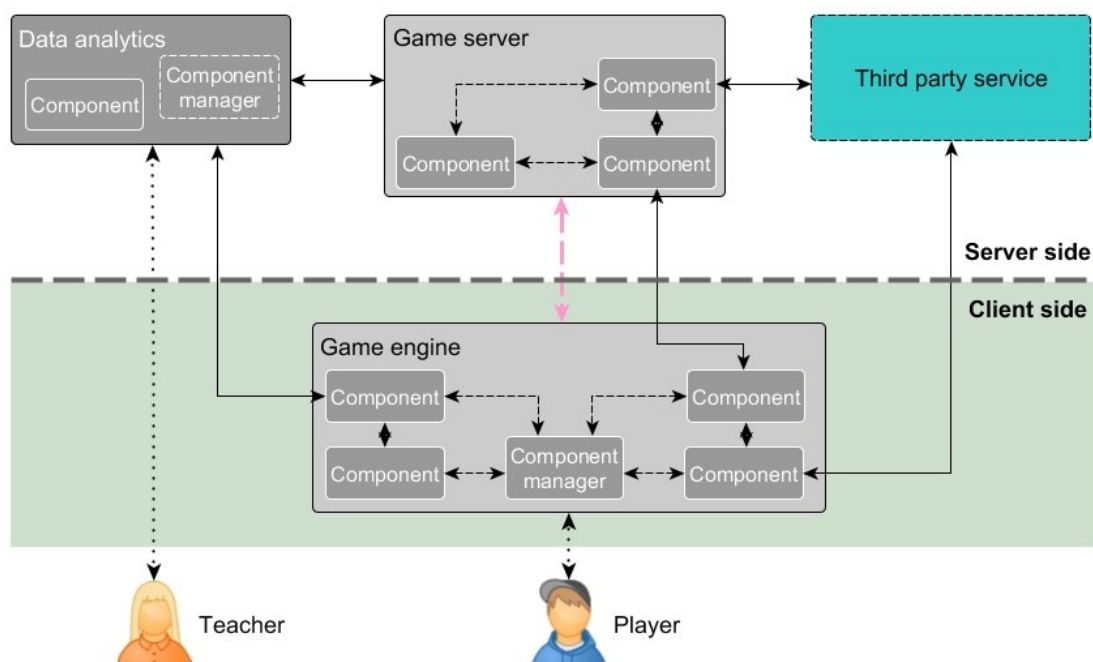 Data analytics
Component
manager
Component
Game server
Component
Component
Component
Third party service
Server side
Client side
Game engine
Component
Component
Component
manager
Component
Component
Teacher
Player